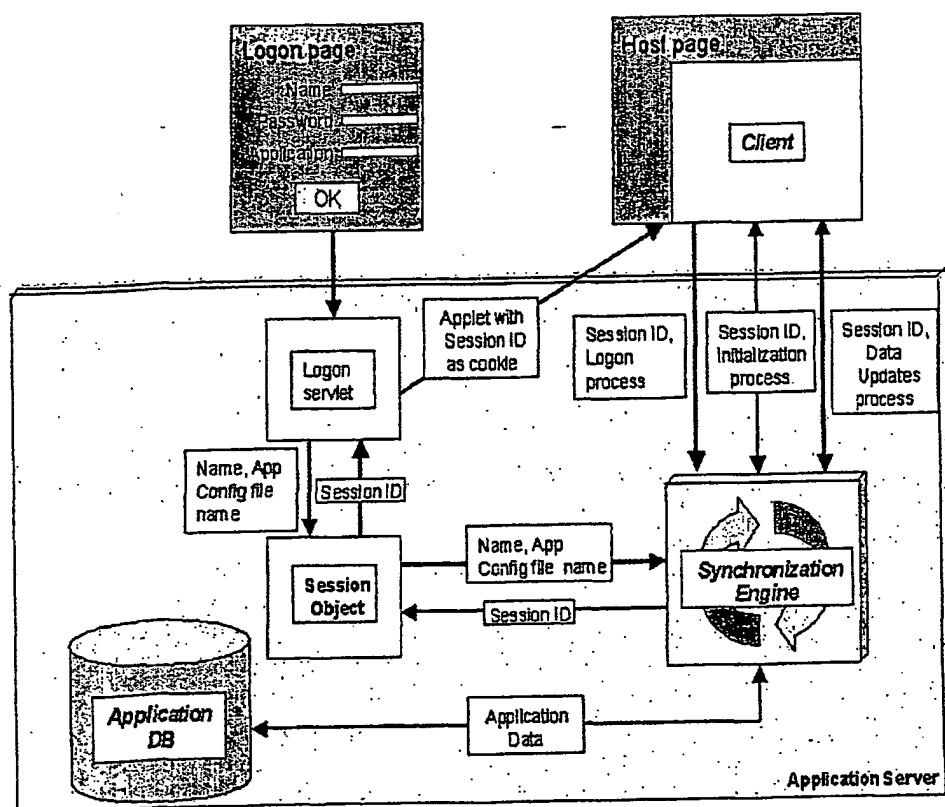 Logon page
Name
Password
Application
OK
Host page
Client
Applet with
Session ID
as cookie
Session ID,
Logon
process
Session ID,
Initialization
process.
Session ID,
Data
Updates
process
Logon
servlet
Name, App
Config file
name
Session ID
Session
Object
Name, App
Config file name
Session ID
Synchronization
Engine
Application
DB
Application
Data
Application Server